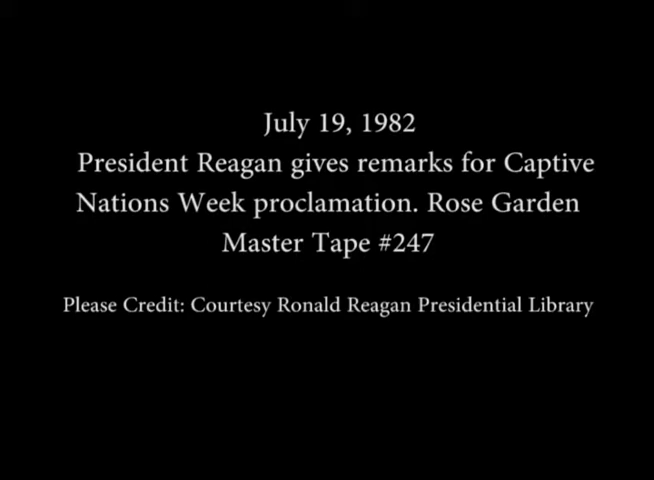 July 19, 1982
President Reagan gives remarks for Captive
Nations Week proclamation. Rose Garden
Master Tape #247
Please Credit: Courtesy Ronald Reagan Presidential Library